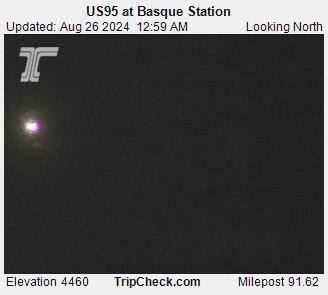 US95 at Basque Station
Updated: Aug 26 2024 12:59 AM Looking North
Elevation 4460 TripCheck.com Milepost 91.62